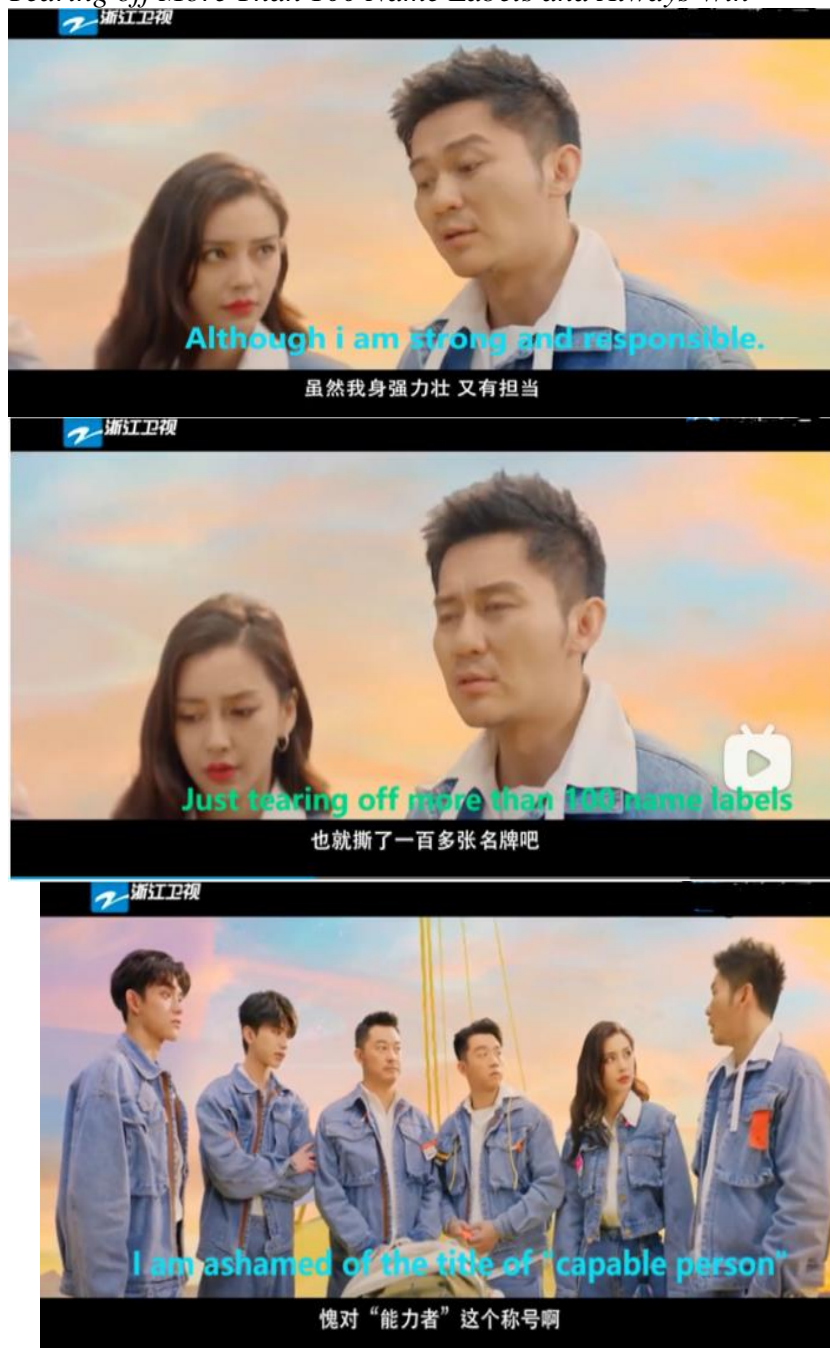 Tearing off More Than 100 Name Labels and Always Win
浙江卫视
Although i am strong and responsible.
虽然我身强力壮 又有担当
浙江卫视
Just tearing off more than 100 name labels
也就撕了一百多张名牌吧
浙江卫视
I am ashamed of the title of "capable person"
愧对“能力者”这个称号啊